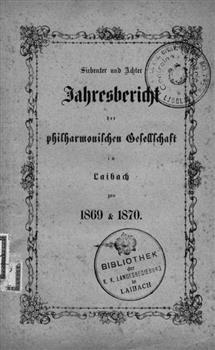 Siebenter und Achter
Jahresbericht
der
philharmonischen Gesellschaft
in
Laibach
pro
1869 & 1870.
BIBLIOTHEK
der
K. K. LANDESREGIERUNG
in
LAIBACH